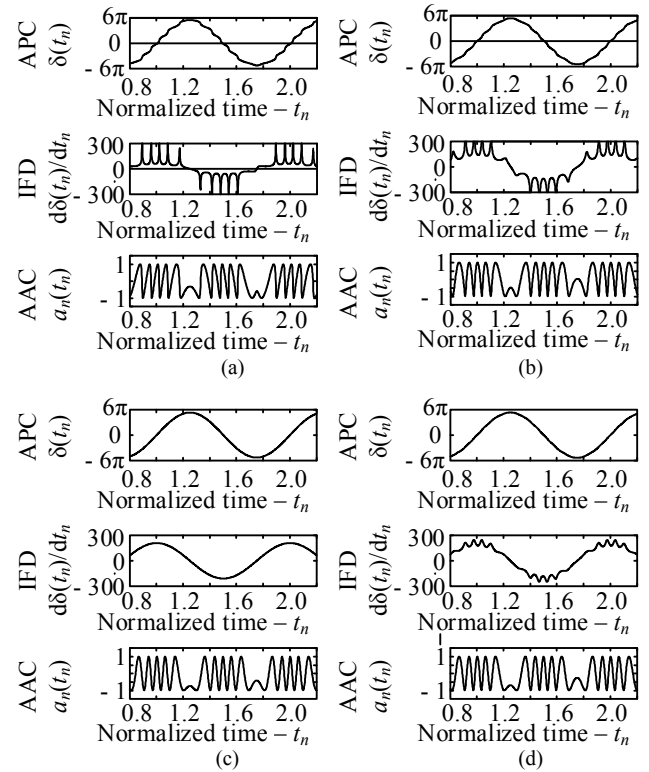 APC
δ(tn)
6π
0
- 6π
0.8 1.2 1.6 2.0
Normalized time – tn
IFD
dδ(tn)/dtn
300
0
- 300
0.8 1.2 1.6 2.0
Normalized time – tn
AAC
an(tn)
1
- 1
0.8 1.2 1.6 2.0
Normalized time – tn
(a)
APC
δ(tn)
6π
0
- 6π
0.8 1.2 1.6 2.0
Normalized time – tn
IFD
dδ(tn)/dtn
300
0
- 300
0.8 1.2 1.6 2.0
Normalized time – tn
AAC
an(tn)
1
- 1
0.8 1.2 1.6 2.0
Normalized time – tn
(b)
APC
δ(tn)
6π
0
- 6π
0.8 1.2 1.6 2.0
Normalized time – tn
IFD
dδ(tn)/dtn
300
0
- 300
0.8 1.2 1.6 2.0
Normalized time – tn
AAC
an(tn)
1
- 1
0.8 1.2 1.6 2.0
Normalized time – tn
(c)
APC
δ(tn)
6π
0
- 6π
0.8 1.2 1.6 2.0
Normalized time – tn
IFD
dδ(tn)/dtn
300
0
- 300
0.8 1.2 1.6 2.0
Normalized time – tn
AAC
an(tn)
1
- 1
0.8 1.2 1.6 2.0
Normalized time – tn
(d)